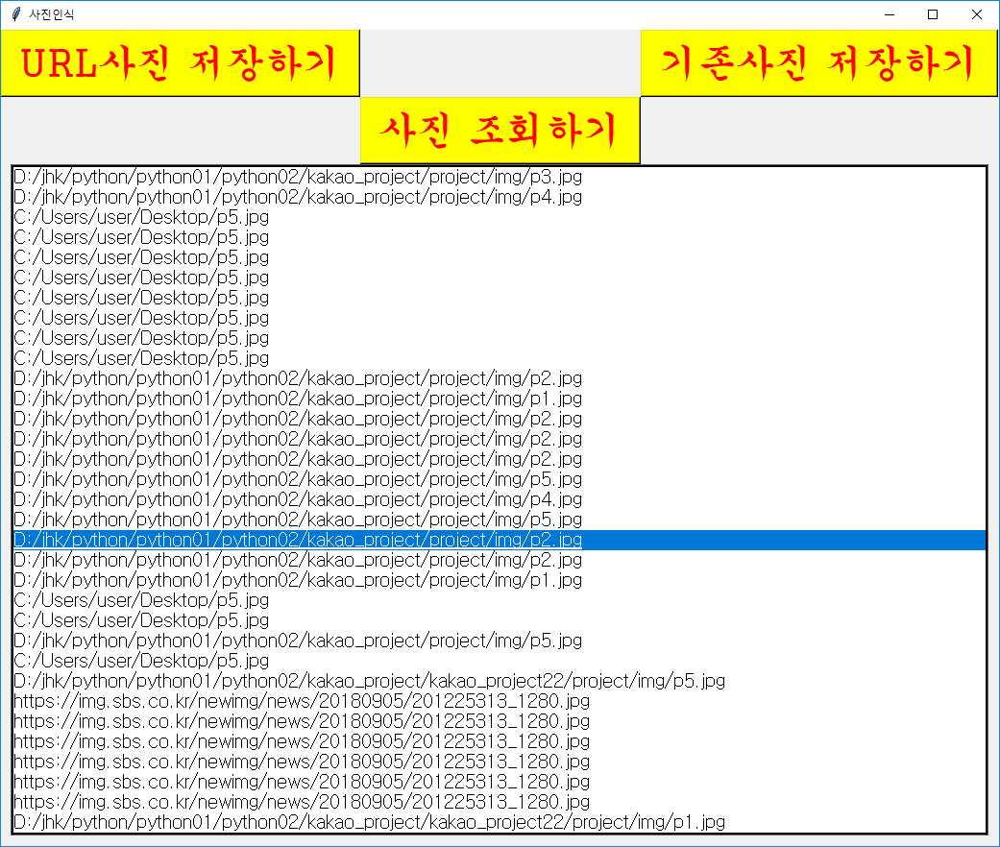 사진인식
URL사진 저장하기
기존사진 저장하기
사진 조회하기
D:/jhk/python/python01/python02/kakao_project/project/img/p3.jpg
D:/jhk/python/python01/python02/kakao_project/project/img/p4.jpg
C:/Users/user/Desktop/p5.jpg
C:/Users/user/Desktop/p5.jpg
C:/Users/user/Desktop/p5.jpg
C:/Users/user/Desktop/p5.jpg
C:/Users/user/Desktop/p5.jpg
C:/Users/user/Desktop/p5.jpg
C:/Users/user/Desktop/p5.jpg
C:/Users/user/Desktop/p5.jpg
D:/jhk/python/python01/python02/kakao_project/project/img/p2.jpg
D:/jhk/python/python01/python02/kakao_project/project/img/p1.jpg
D:/jhk/python/python01/python02/kakao_project/project/img/p2.jpg
D:/jhk/python/python01/python02/kakao_project/project/img/p2.jpg
D:/jhk/python/python01/python02/kakao_project/project/img/p2.jpg
D:/jhk/python/python01/python02/kakao_project/project/img/p5.jpg
D:/jhk/python/python01/python02/kakao_project/project/img/p4.jpg
D:/jhk/python/python01/python02/kakao_project/project/img/p5.jpg
D:/jhk/python/python01/python02/kakao_project/project/img/p2.jpg
D:/jhk/python/python01/python02/kakao_project/project/img/p2.jpg
D:/jhk/python/python01/python02/kakao_project/project/img/p1.jpg
C:/Users/user/Desktop/p5.jpg
C:/Users/user/Desktop/p5.jpg
D:/jhk/python/python01/python02/kakao_project/project/img/p5.jpg
C:/Users/user/Desktop/p5.jpg
D:/jhk/python/python01/python02/kakao_project/kakao_project22/project/img/p5.jpg
https://img.sbs.co.kr/newimg/news/20180905/201225313_1280.jpg
https://img.sbs.co.kr/newimg/news/20180905/201225313_1280.jpg
https://img.sbs.co.kr/newimg/news/20180905/201225313_1280.jpg
https://img.sbs.co.kr/newimg/news/20180905/201225313_1280.jpg
https://img.sbs.co.kr/newimg/news/20180905/201225313_1280.jpg
https://img.sbs.co.kr/newimg/news/20180905/201225313_1280.jpg
D:/jhk/python/python01/python02/kakao_project/kakao_project22/project/img/p1.jpg